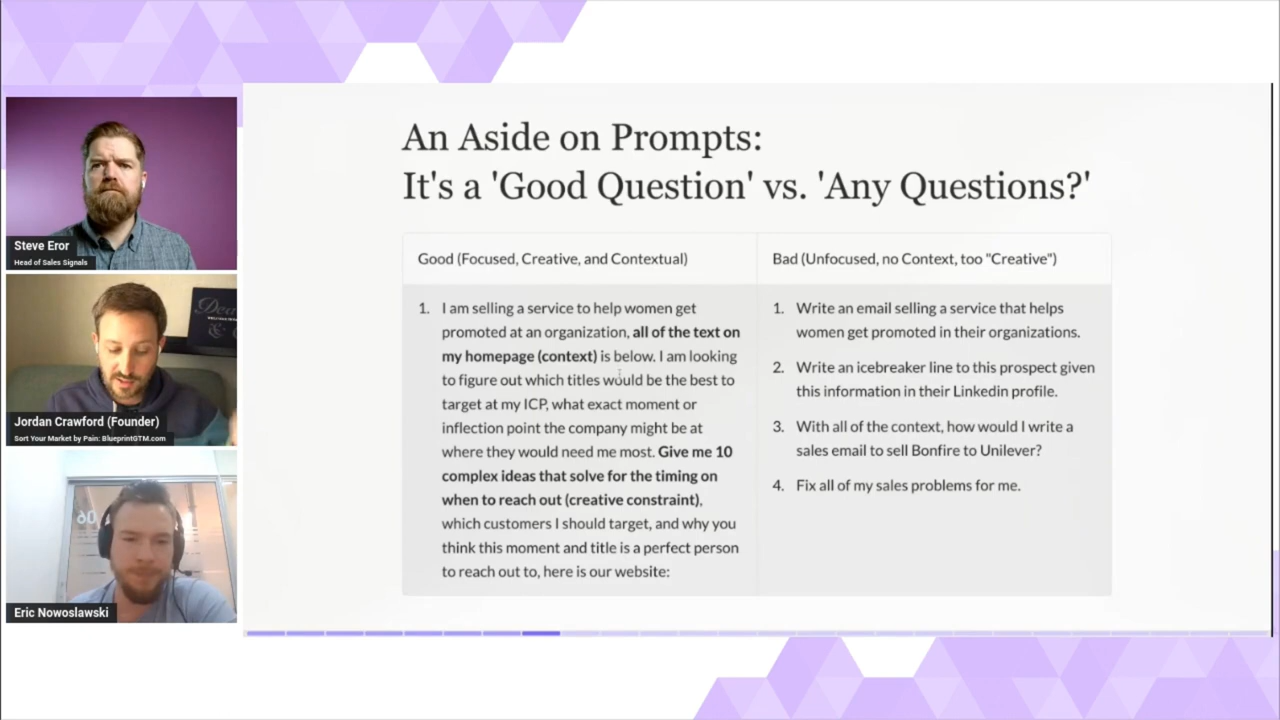 An Aside on Prompts:
It's a 'Good Question' vs. 'Any Questions?'
Good (Focused, Creative, and Contextual)
1. I am selling a service to help women get
promoted at an organization, all of the text on
my homepage (context) is below. I am looking
to figure out which titles would be the best to
target at my ICP, what exact moment or
inflection point the company might be at
where they would need me most. Give me 10
complex ideas that solve for the timing on
when to reach out (creative constraint),
which customers I should target, and why you
think this moment and title is a perfect person
to reach out to, here is our website:
Bad (Unfocused, no Context, too "Creative")
1. Write an email selling a service that helps
women get promoted in their organizations.
2. Write an icebreaker line to this prospect given
this information in their Linkedin profile.
3. With all of the context, how would I write a
sales email to sell Bonfire to Unilever?
4. Fix all of my sales problems for me.
Steve Eror
Head of Sales Signals
Jordan Crawford (Founder)
Sort Your Market by Pain: BlueprintGTM.com
Eric Nowoslawski